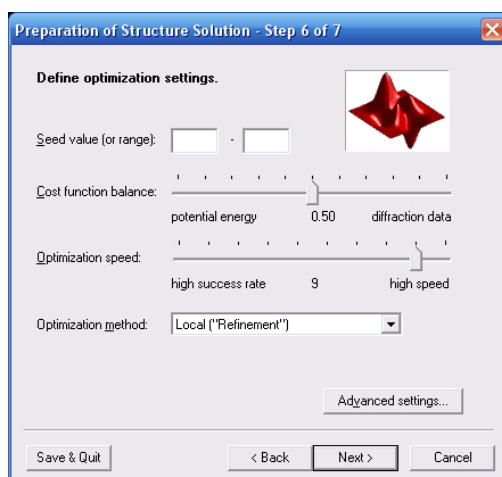 Preparation of Structure Solution - Step 6 of 7
Define optimization settings.
Seed value (or range): -
Cost function balance:
potential energy 0.50 diffraction data
Optimization speed:
high success rate 9 high speed
Optimization method: Local ("Refinement")
Advanced settings...
Save & Quit < Back Next > Cancel